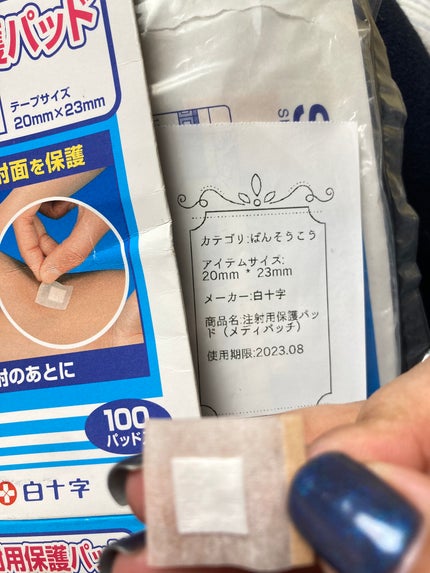 護パッド
テープサイズ
20mm×23mm
射面を保護
射のあとに
100
パッド入
白十字
射用保護パッ
S
カテゴリ:ばんそうこう
アイテムサイズ:
20mm * 23mm
メーカー:白十字
商品名:注射用保護パッ
ド（メディパッチ）
使用期限:2023.08